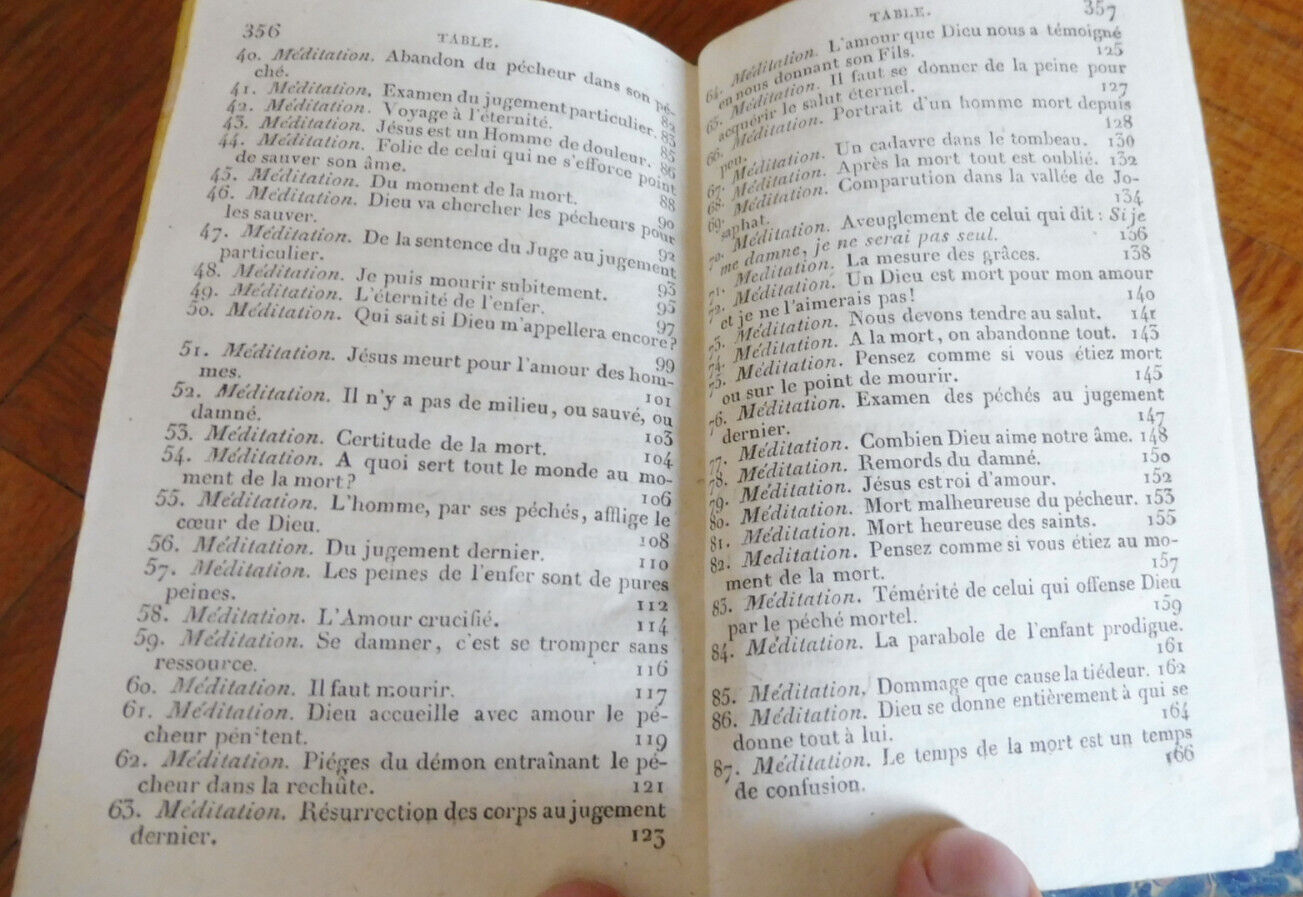 356
TABLE.
40. Méditation. Abandon du pécheur dans son pé-
ché. 82
41. Méditation. Examen du jugement particulier. 83
42. Méditation. Voyage à l'éternité. 85
43. Méditation. Jésus est un Homme de douleur. 86
44. Méditation. Folie de celui qui ne s'efforce point
de sauver son âme. 88
45. Méditation. Du moment de la mort. 90
46. Méditation. Dieu va chercher les pécheurs pour
les sauver. 92
47. Méditation. De la sentence du Juge au jugement
particulier. 93
48. Méditation. Je puis mourir subitement. 95
49. Méditation. L'éternité de l'enfer. 97
50. Méditation. Qui sait si Dieu m'appellera encore?
99
51. Méditation. Jésus meurt pour l'amour des hom-
mes. 101
52. Méditation. Il n'y a pas de milieu, ou sauvé, ou
damné. 103
53. Méditation. Certitude de la mort. 104
54. Méditation. A quoi sert tout le monde au mo-
ment de la mort? 106
55. Méditation. L'homme, par ses péchés, afflige le
cœur de Dieu. 108
56. Méditation. Du jugement dernier. 110
57. Méditation. Les peines de l'enfer sont de pures
peines. 112
58. Méditation. L'Amour crucifié. 114
59. Méditation. Se damner, c'est se tromper sans
ressource. 116
60. Méditation. Il faut mourir. 117
61. Méditation. Dieu accueille avec amour le pé-
cheur pénitent. 119
62. Méditation. Piéges du démon entraînant le pé-
cheur dans la rechûte. 121
63. Méditation. Résurrection des corps au jugement
dernier. 123
TABLE.
357
64. Méditation. L'amour que Dieu nous a témoigné
en nous donnant son Fils. 125
65. Méditation. Il faut se donner de la peine pour
acquérir le salut éternel. 127
66. Méditation. Portrait d'un homme mort depuis
peu. 128
67. Méditation. Un cadavre dans le tombeau. 130
68. Méditation. Après la mort tout est oublié. 132
69. Méditation. Comparution dans la vallée de Jo-
saphat. 134
70. Méditation. Aveuglement de celui qui dit : Si je
me damne, je ne serai pas seul. 136
71. Méditation. La mesure des grâces. 138
72. Méditation. Un Dieu est mort pour mon amour
et je ne l'aimerais pas! 140
73. Méditation. Nous devons tendre au salut. 141
74. Méditation. A la mort, on abandonne tout. 143
75. Méditation. Pensez comme si vous étiez mort
ou sur le point de mourir. 145
76. Méditation. Examen des péchés au jugement
dernier. 147
77. Méditation. Combien Dieu aime notre âme. 148
78. Méditation. Remords du damné. 150
79. Méditation. Jésus est roi d'amour. 152
80. Méditation. Mort malheureuse du pécheur. 153
81. Méditation. Mort heureuse des saints. 155
82. Méditation. Pensez comme si vous étiez au mo-
ment de la mort. 157
83. Méditation. Témérité de celui qui offense Dieu
par le péché mortel. 159
84. Méditation. La parabole de l'enfant prodigue.
161
85. Méditation. Dommage que cause la tiédeur. 162
86. Méditation. Dieu se donne entièrement à qui se
donne tout à lui. 164
87. Méditation. Le temps de la mort est un temps
de confusion. 166